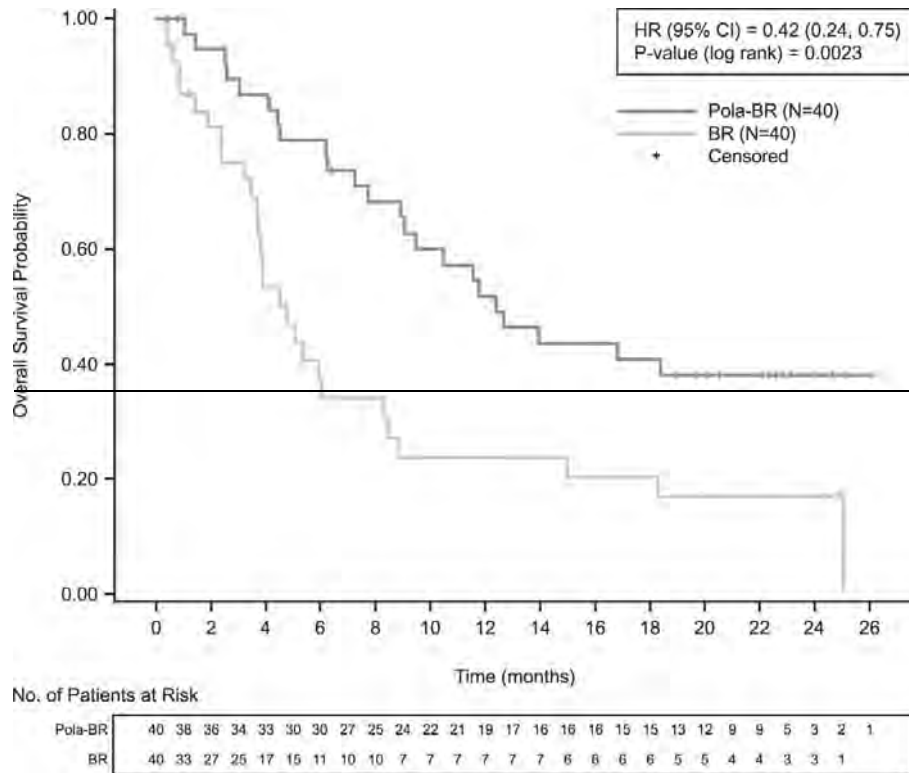 1.00
0.80
0.60
0.40
0.20
0.00
Overall Survival Probability
HR (95% CI) = 0.42 (0.24, 0.75)
P-value (log rank) = 0.0023
Pola-BR (N=40)
BR (N=40)
+ Censored
0 2 4 6 8 10 12 14 16 18 20 22 24 26
Time (months)
No. of Patients at Risk
Pola-BR 40 38 36 34 33 30 30 27 25 24 22 21 19 17 16 16 16 15 15 13 12 9 9 5 3 2 1
BR 40 33 27 25 17 15 11 10 10 7 7 7 7 7 7 6 6 6 6 5 5 4 4 3 3 1